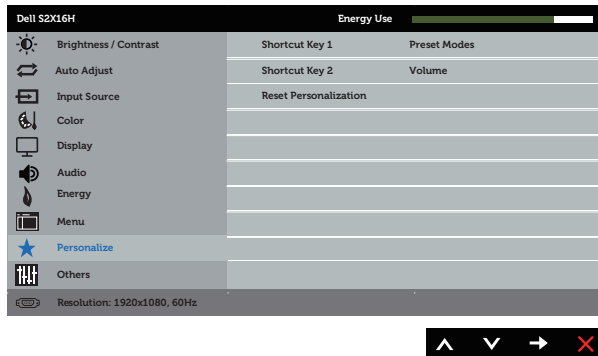 Dell S2X16H Energy Use
Brightness / Contrast Shortcut Key 1 Preset Modes
Auto Adjust Shortcut Key 2 Volume
Input Source Reset Personalization
Color
Display
Audio
Energy
Menu
Personalize
Others
Resolution: 1920x1080, 60Hz